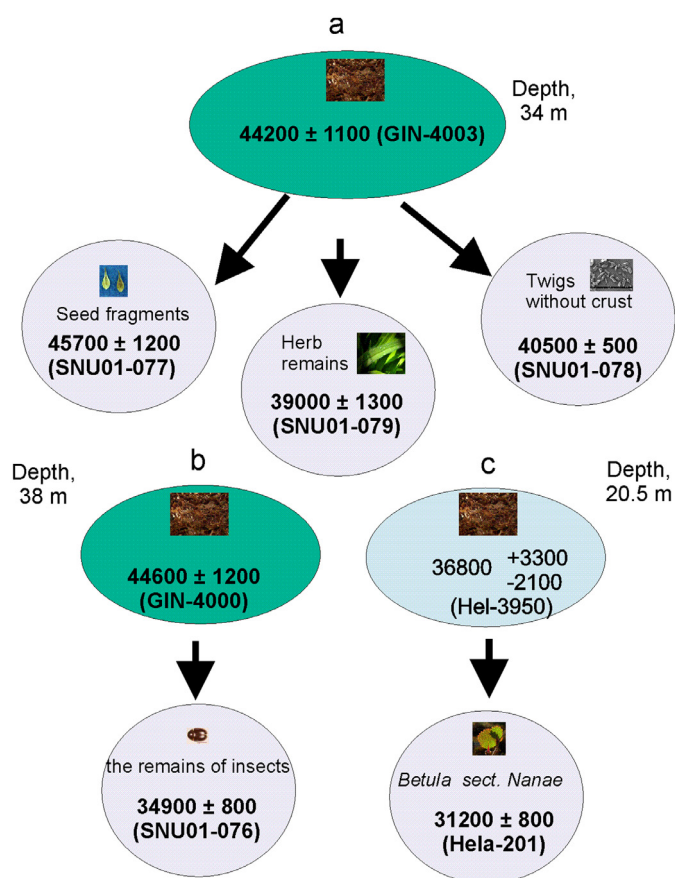 a
Depth,
34 m
44200 ± 1100 (GIN-4003)
Seed fragments
45700 ± 1200
(SNU01-077)
Herb
remains
39000 ± 1300
(SNU01-079)
Twigs
without crust
40500 ± 500
(SNU01-078)
b
Depth,
38 m
44600 ± 1200
(GIN-4000)
the remains of insects
34900 ± 800
(SNU01-076)
c
Depth,
20.5 m
36800 +3300
-2100
(Hel-3950)
Betula sect. Nanae
31200 ± 800
(Hela-201)